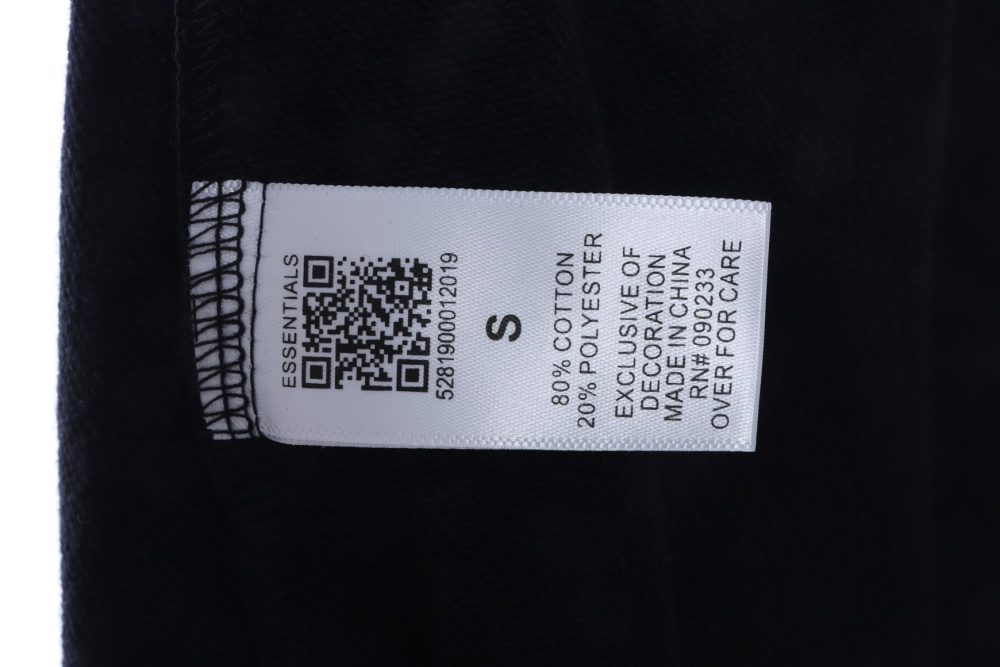 ESSENTIALS
5281900012019
S
80% COTTON
20% POLYESTER
EXCLUSIVE OF
DECORATION
MADE IN CHINA
RN# 090233
OVER FOR CARE